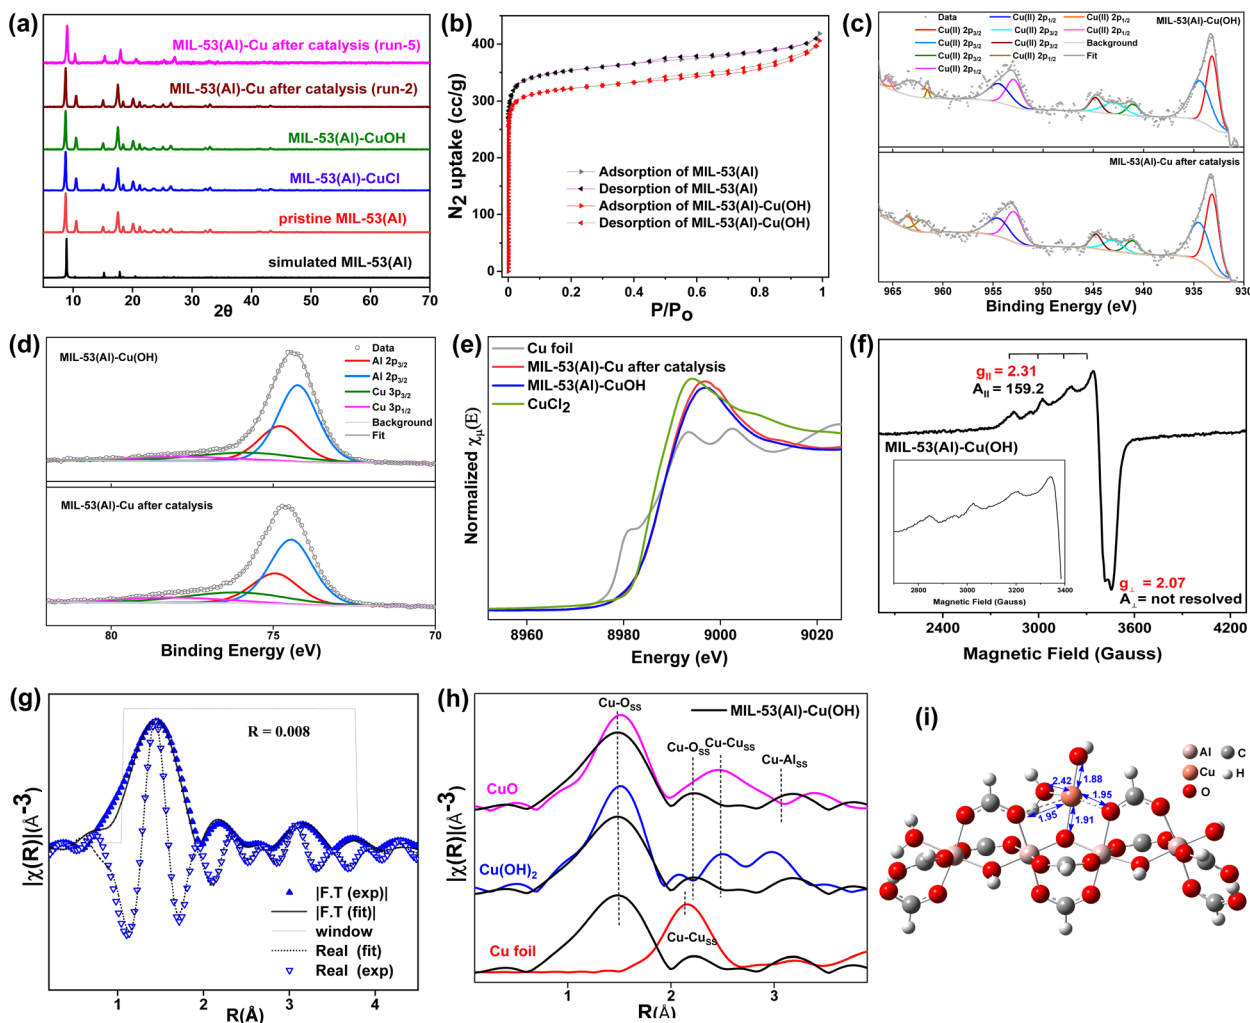 (a)
MIL-53(Al)-Cu after catalysis (run-5)
MIL-53(Al)-Cu after catalysis (run-2)
MIL-53(Al)-CuOH
MIL-53(Al)-CuCl
pristine MIL-53(Al)
simulated MIL-53(Al)
10 20 30 40 50 60 70
2θ
(b)
N2 uptake (cc/g)
400
300
200
100
0
Adsorption of MIL-53(Al)
Desorption of MIL-53(Al)
Adsorption of MIL-53(Al)-Cu(OH)
Desorption of MIL-53(Al)-Cu(OH)
0 0.2 0.4 0.6 0.8 1
P/Po
(c)
Data Cu(II) 2p1/2 Cu(II) 2p1/2
Cu(II) 2p3/2 Cu(II) 2p3/2 Cu(II) 2p1/2
Cu(II) 2p3/2 Cu(II) 2p3/2 Background
Cu(II) 2p3/2 Cu(II) 2p1/2 Fit
Cu(II) 2p1/2
MIL-53(Al)-Cu(OH)
MIL-53(Al)-Cu after catalysis
965 960 955 950 945 940 935 930
Binding Energy (eV)
(d)
MIL-53(Al)-Cu(OH)
Data
Al 2p3/2
Al 2p3/2
Cu 3p3/2
Cu 3p1/2
Background
Fit
MIL-53(Al)-Cu after catalysis
80 75 70
Binding Energy (eV)
(e)
Normalized χμ(E)
Cu foil
MIL-53(Al)-Cu after catalysis
MIL-53(Al)-CuOH
CuCl2
8960 8980 9000 9020
Energy (eV)
(f)
g|| = 2.31
A|| = 159.2
MIL-53(Al)-Cu(OH)
2800 3000 3200 3400
Magnetic Field (Gauss)
g⊥ = 2.07
A⊥= not resolved
2400 3000 3600 4200
Magnetic Field (Gauss)
(g)
|χ(R)|(Å-3)
R = 0.008
|F.T (exp)|
|F.T (fit)|
window
Real (fit)
Real (exp)
1 2 3 4
R(Å)
(h)
|χ(R)|(Å-3)
Cu-OSS
MIL-53(Al)-Cu(OH)
Cu-OSS
Cu-CuSS
Cu-AlSS
CuO
Cu(OH)2
Cu foil
Cu-CuSS
1 2 3
R(Å)
(i)
Al C
Cu H
O
2.42
1.88
1.95
1.95
1.91